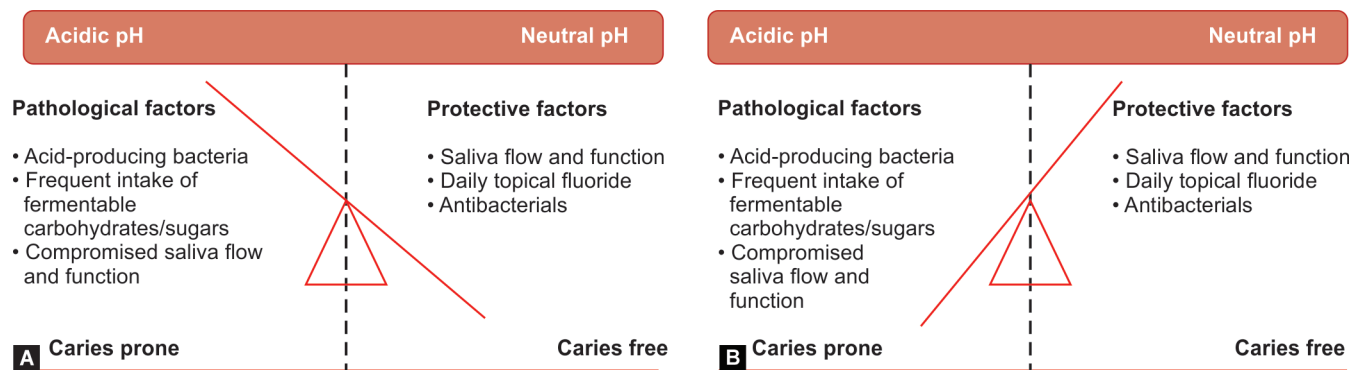 Acidic pH
Neutral pH
Pathological factors
• Acid-producing bacteria
• Frequent intake of
fermentable
carbohydrates/sugars
• Compromised saliva flow
and function
Protective factors
• Saliva flow and function
• Daily topical fluoride
• Antibacterials
A
Caries prone
Caries free
Acidic pH
Neutral pH
Pathological factors
• Acid-producing bacteria
• Frequent intake of
fermentable
carbohydrates/sugars
• Compromised
saliva flow and
function
Protective factors
• Saliva flow and function
• Daily topical fluoride
• Antibacterials
B
Caries prone
Caries free